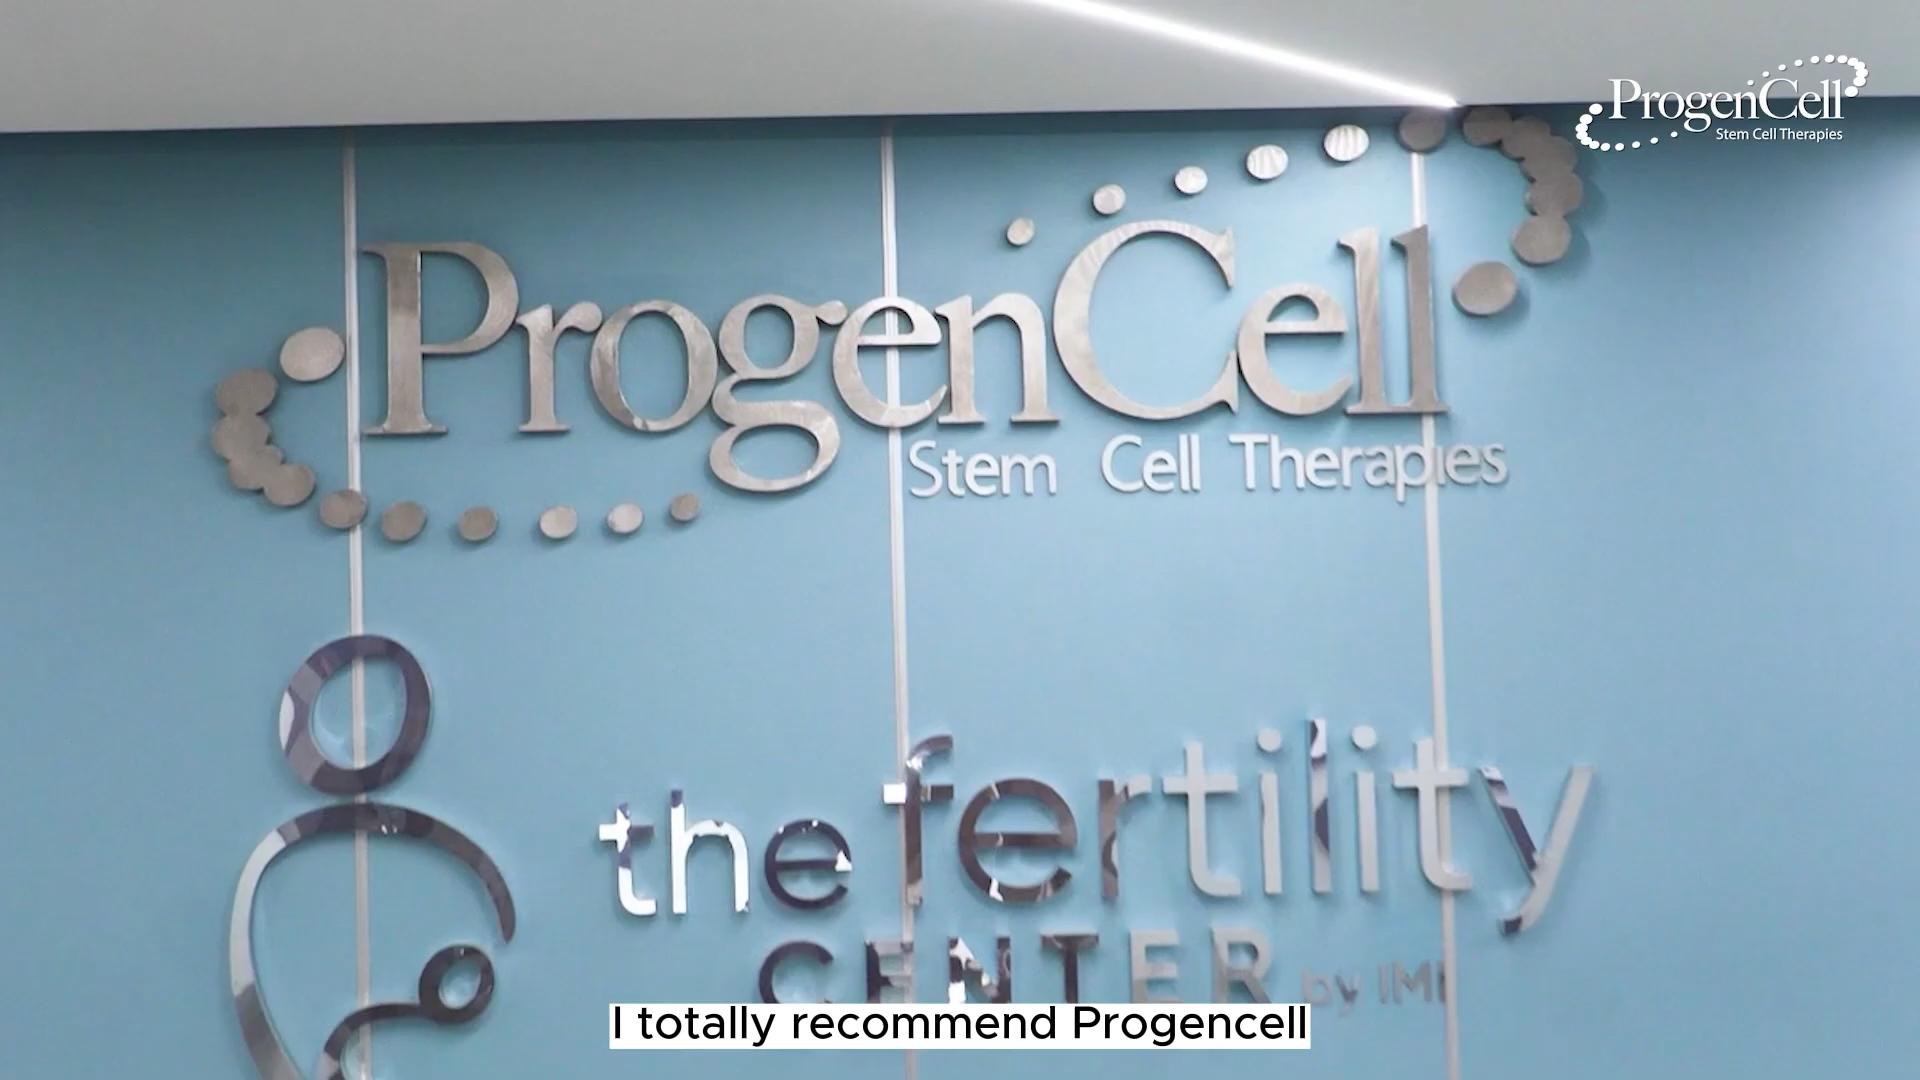 ProgenCell
Stem Cell Therapies
ProgenCell
Stem Cell Therapies
the fertility
CENTER by IMI
I totally recommend Progencell